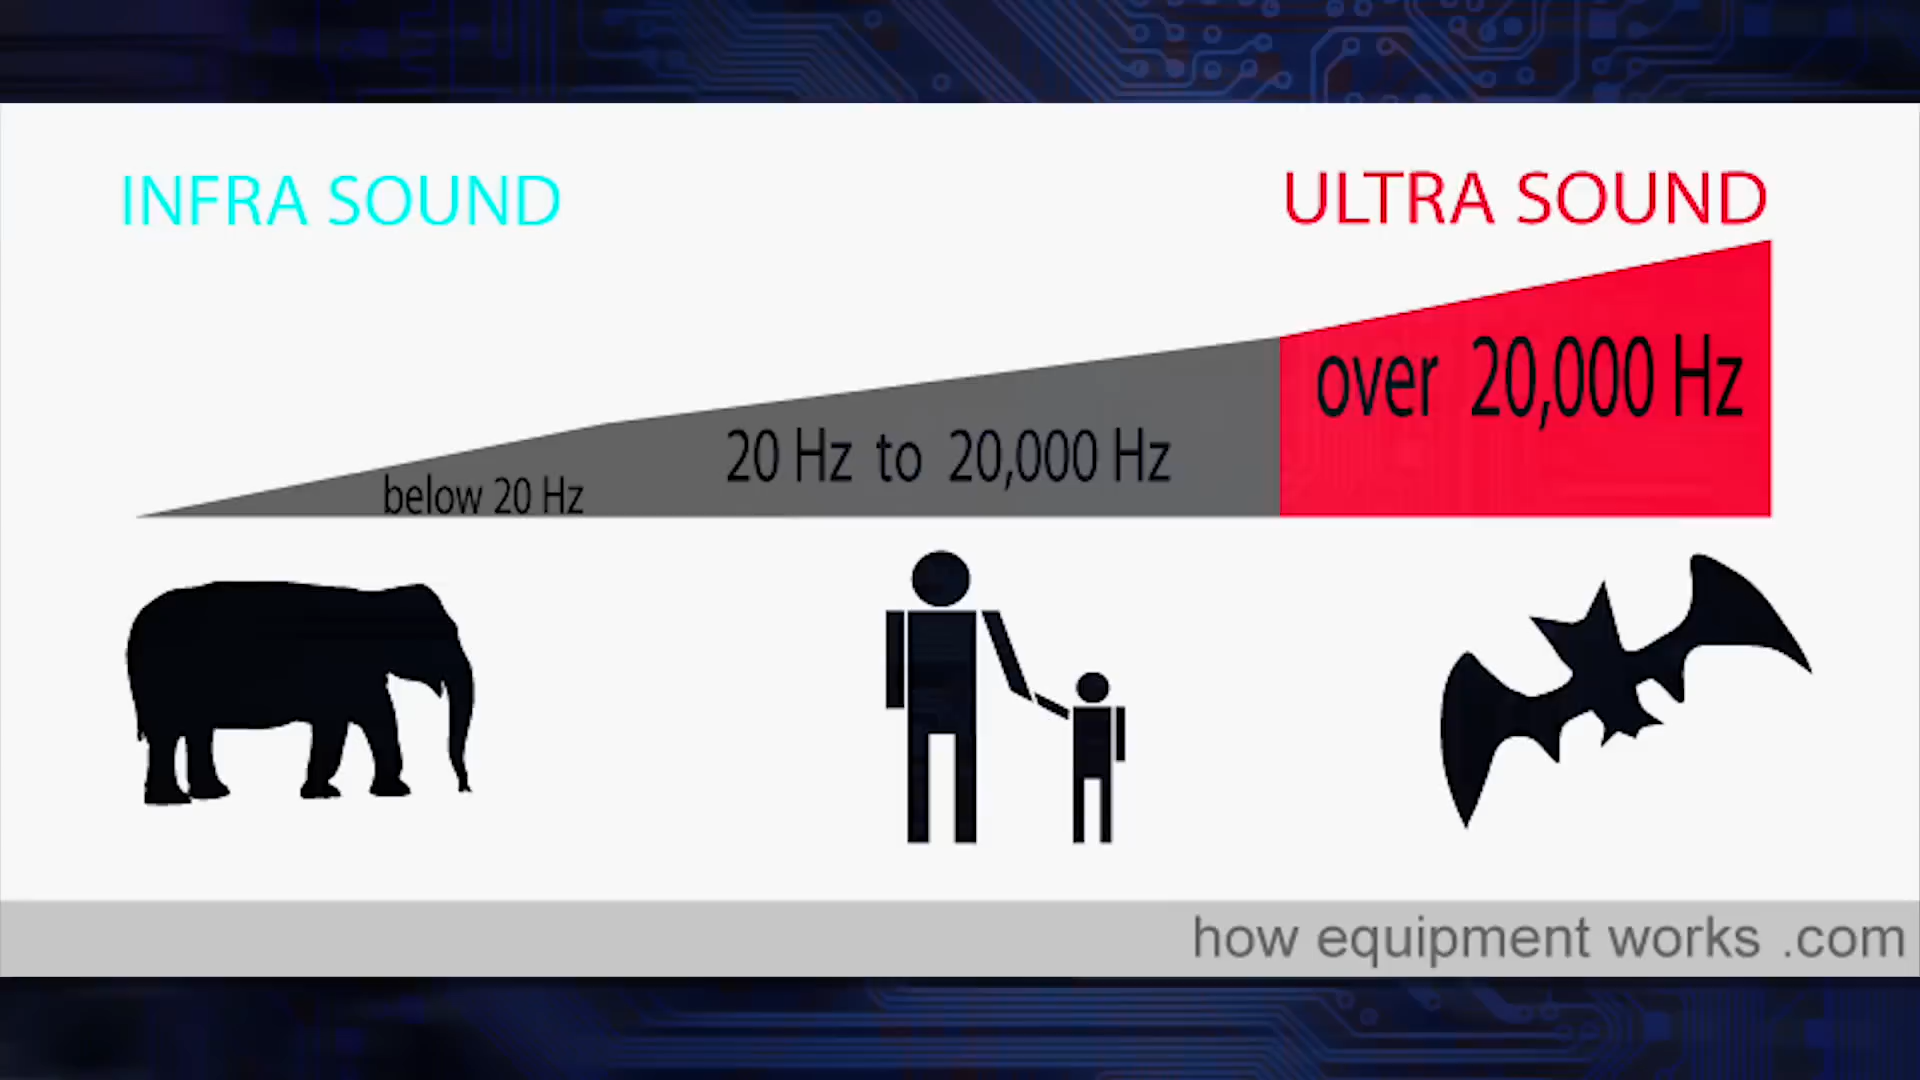 INFRA SOUND
ULTRA SOUND
below 20 Hz
20 Hz to 20,000 Hz
over 20,000 Hz
how equipment works .com